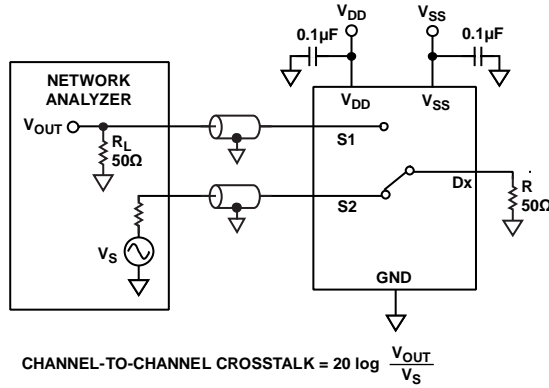 V_DD
V_SS
0.1µF
0.1µF
NETWORK
ANALYZER
V_DD
V_SS
V_OUT
S1
R_L
50Ω
S2
Dx
R
50Ω
V_S
GND
CHANNEL-TO-CHANNEL CROSSTALK = 20 log V_OUT / V_S